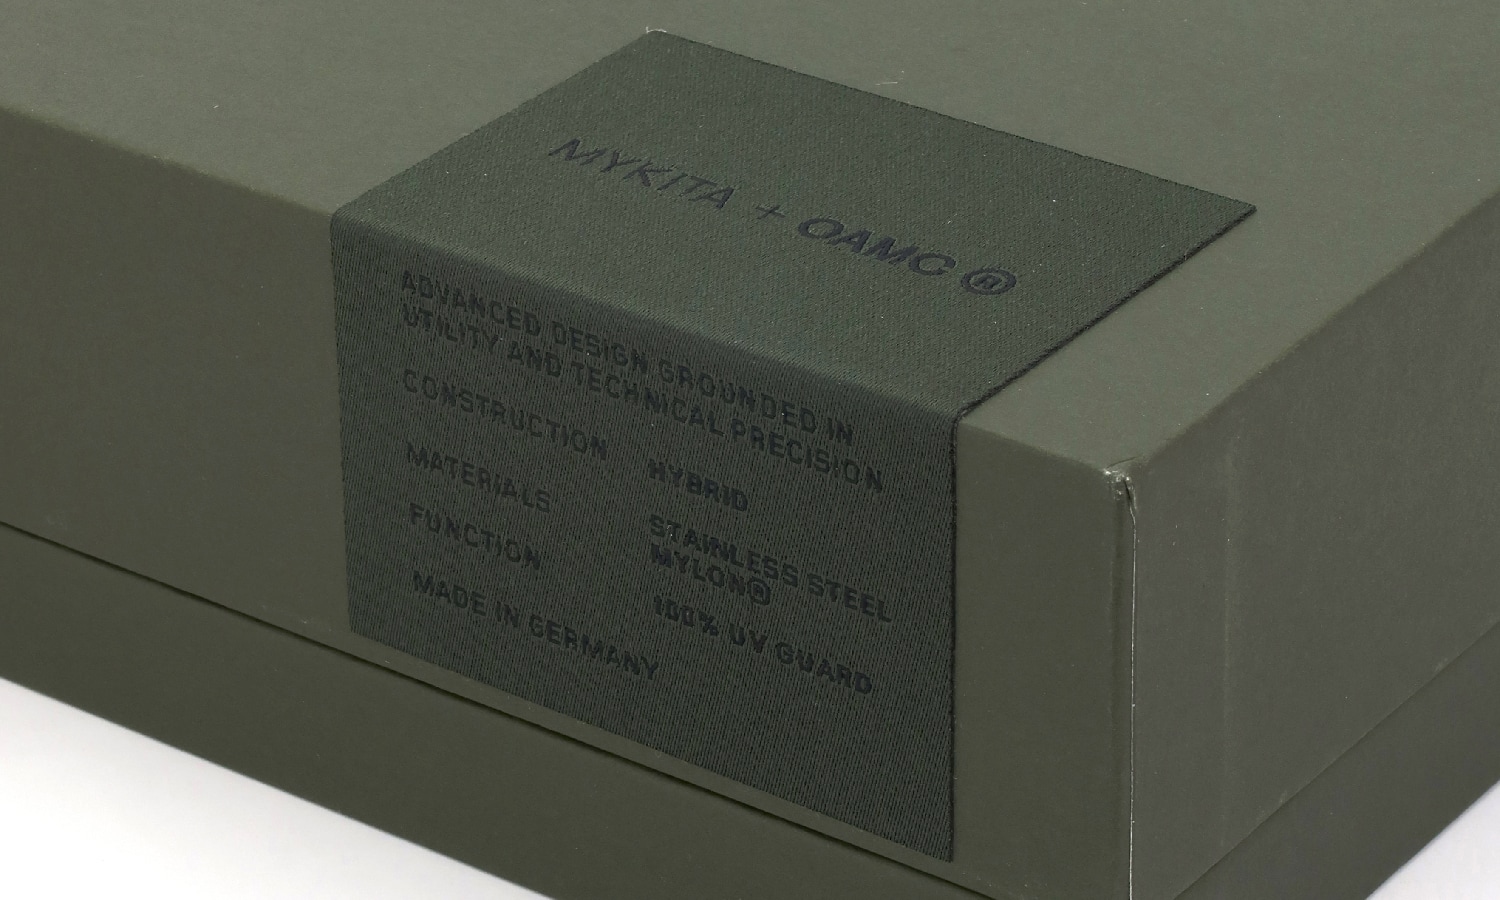 MYKITA + OAMC ®
ADVANCED DESIGN GROUNDED IN
UTILITY AND TECHNICAL PRECISION
CONSTRUCTION HYBRID
MATERIALS STAINLESS STEEL
MYLON®
FUNCTION 100% UV GUARD
MADE IN GERMANY